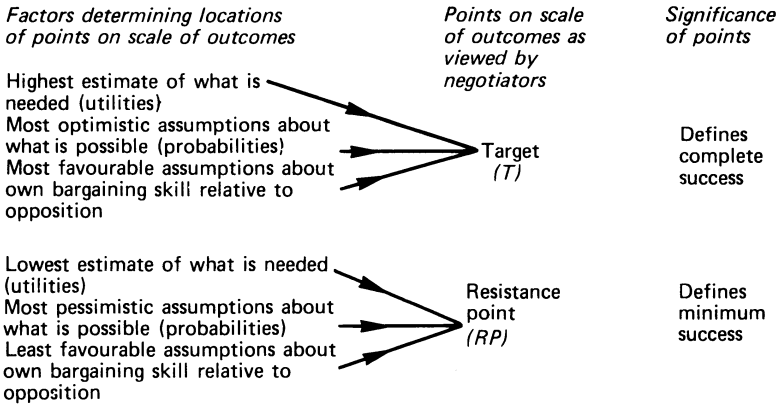 Factors determining locations
of points on scale of outcomes
Points on scale
of outcomes as
viewed by
negotiators
Significance
of points
Highest estimate of what is
needed (utilities)
Most optimistic assumptions about
what is possible (probabilities)
Most favourable assumptions about
own bargaining skill relative to
opposition
Target
(T)
Defines
complete
success
Lowest estimate of what is needed
(utilities)
Most pessimistic assumptions about
what is possible (probabilities)
Least favourable assumptions about
own bargaining skill relative to
opposition
Resistance
point
(RP)
Defines
minimum
success